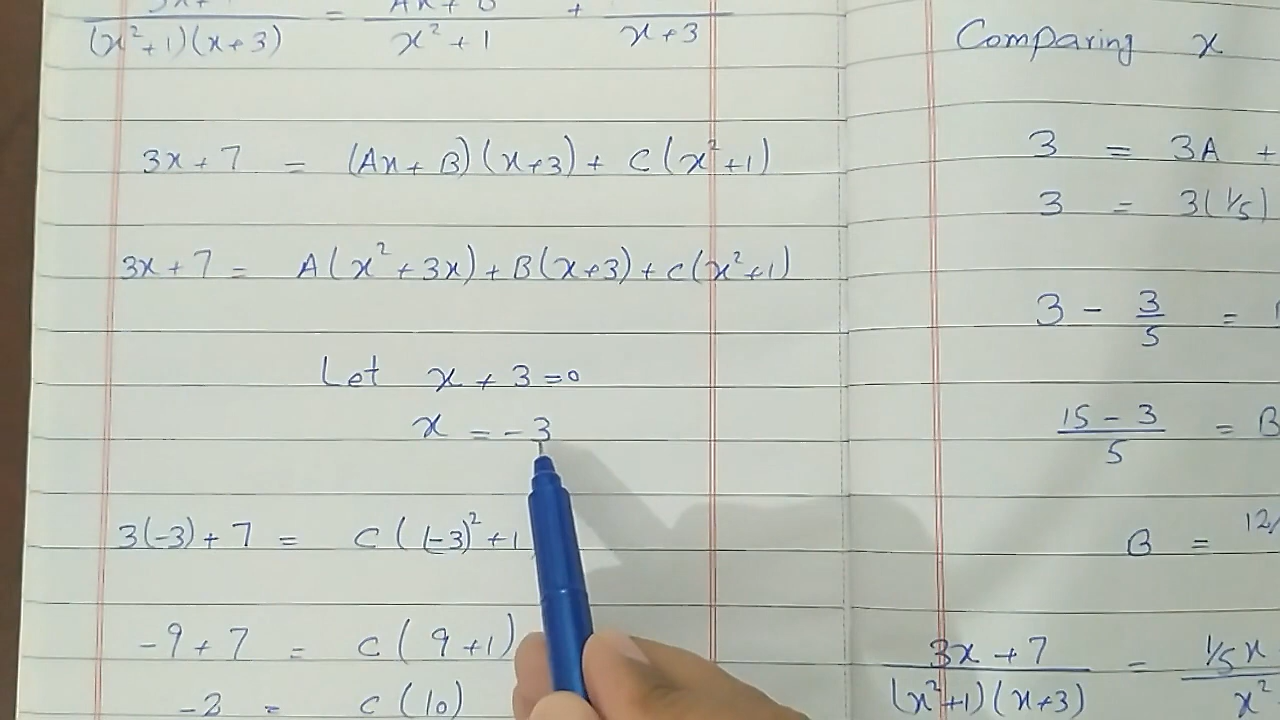 3x+7/(x²+1)(x+3) = Ax+B/x²+1 + /x+3
3x + 7 = (Ax + B)(x+3) + C(x²+1)
3x + 7 = A(x² + 3x) + B(x+3) + C(x²+1)
Let x + 3 = 0
x = -3
3(-3) + 7 = C((-3)² + 1
-9 + 7 = C(9 + 1)
-2 = C(10)
Comparing x
3 = 3A +
3 = 3(1/5)
3 - 3/5 =
15 - 3/5 = B
B = 12/
3x + 7/(x²+1)(x+3) = 1/5 x/x²